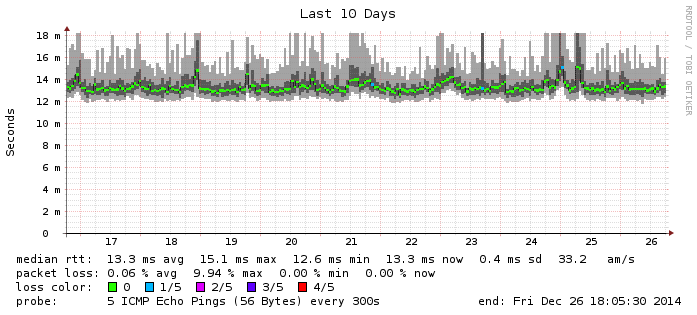 Last 10 Days
RRDTOOL / TOBI OETIKER
Seconds
18 m
16 m
14 m
12 m
10 m
8 m
6 m
4 m
2 m
0
17 18 19 20 21 22 23 24 25 26
median rtt: 13.3 ms avg 15.1 ms max 12.6 ms min 13.3 ms now 0.4 ms sd 33.2 am/s
packet loss: 0.06 % avg 9.94 % max 0.00 % min 0.00 % now
loss color: 0 1/5 2/5 3/5 4/5
probe: 5 ICMP Echo Pings (56 Bytes) every 300s end: Fri Dec 26 18:05:30 2014